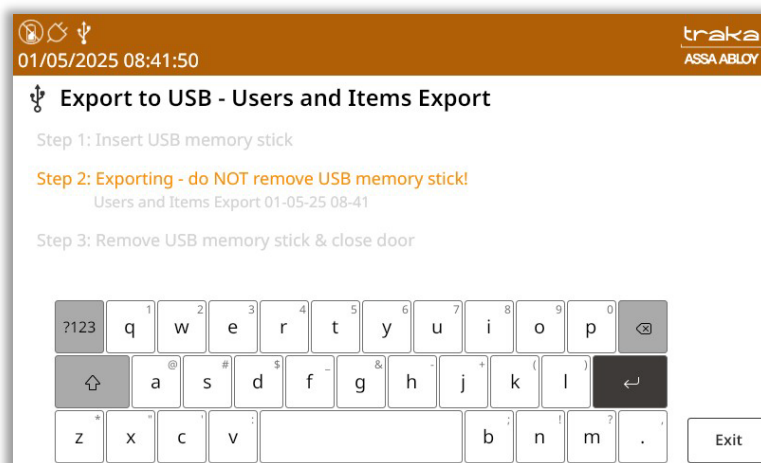 traka
01/05/2025 08:41:50
ASSA ABLOY
Export to USB - Users and Items Export
Step 1: Insert USB memory stick
Step 2: Exporting - do NOT remove USB memory stick!
Users and Items Export 01-05-25 08-41
Step 3: Remove USB memory stick & close door
?123 q 1 w 2 e 3 r 4 t 5 y 6 u 7 i 8 o 9 p 0
a @ s # d $ f _ g & h - j + k ( l )
z * x " c ' v : b ; n ! m ? . ,
Exit